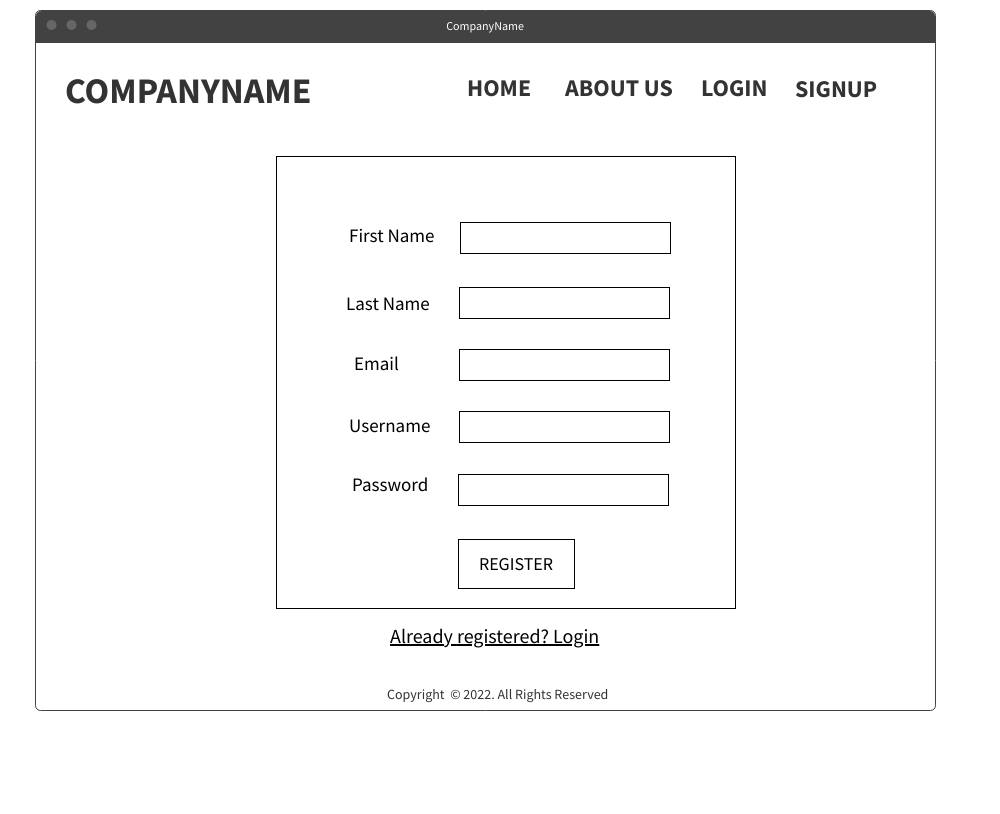 CompanyName
COMPANYNAME HOME ABOUT US LOGIN SIGNUP
First Name
Last Name
Email
Username
Password
REGISTER
Already registered? Login
Copyright © 2022. All Rights Reserved